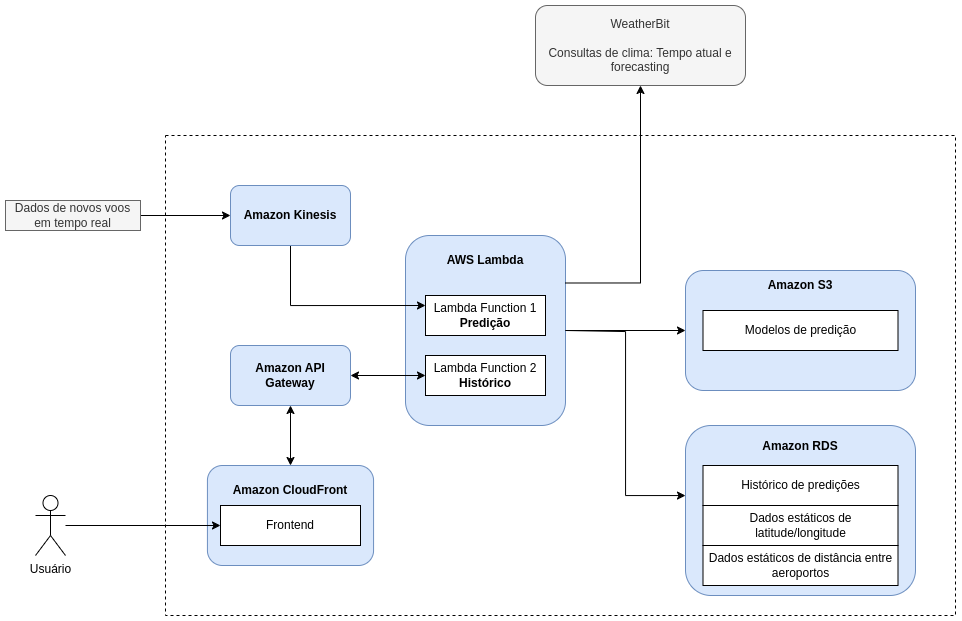 WeatherBit
Consultas de clima: Tempo atual e
forecasting
Dados de novos voos
em tempo real
Amazon Kinesis
AWS Lambda
Lambda Function 1
Predição
Lambda Function 2
Histórico
Amazon API
Gateway
Amazon CloudFront
Frontend
Usuário
Amazon S3
Modelos de predição
Amazon RDS
Histórico de predições
Dados estáticos de
latitude/longitude
Dados estáticos de distância entre
aeroportos